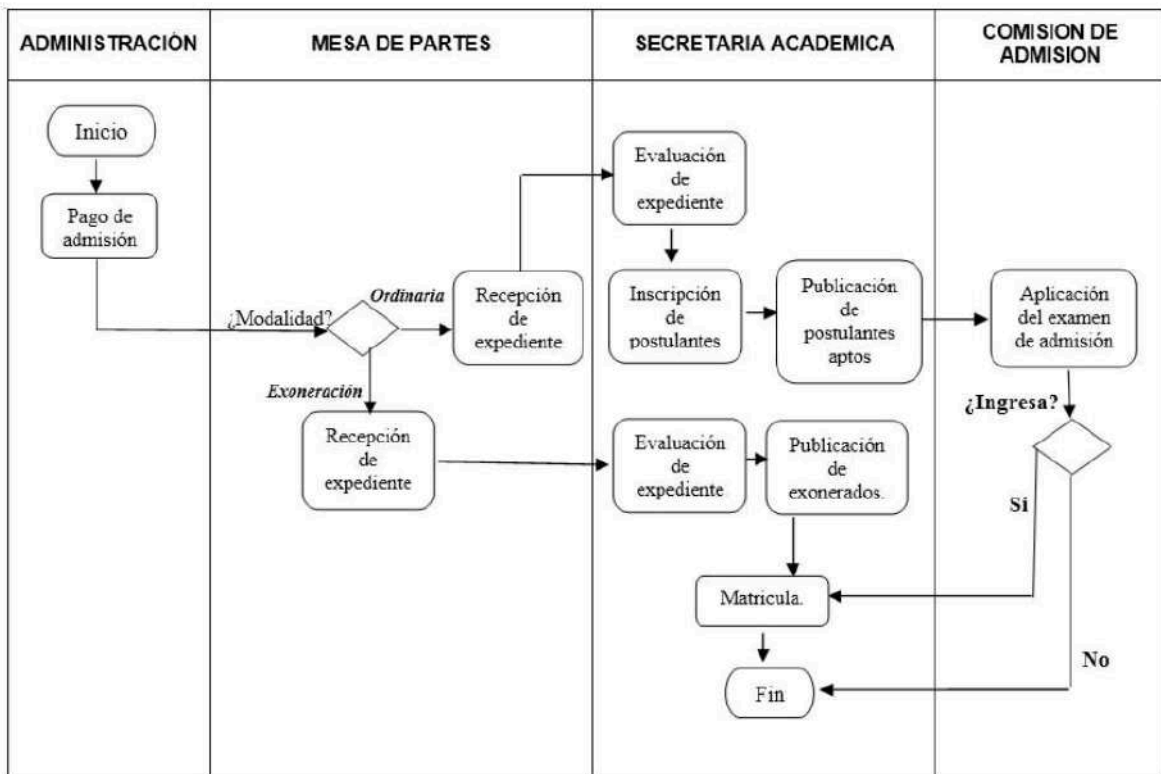 ADMINISTRACIÓN
MESA DE PARTES
SECRETARIA ACADEMICA
COMISION DE
ADMISION
Inicio
Pago de
admisión
¿Modalidad?
Ordinaria
Recepción
de
expediente
Exoneración
Recepción
de
expediente
Evaluación
de
expediente
Inscripción
de
postulantes
Publicación
de
postulantes
aptos
Evaluación
de
expediente
Publicación
de
exonerados.
Matricula.
Fin
Aplicación
del examen
de admisión
¿Ingresa?
Sí
No